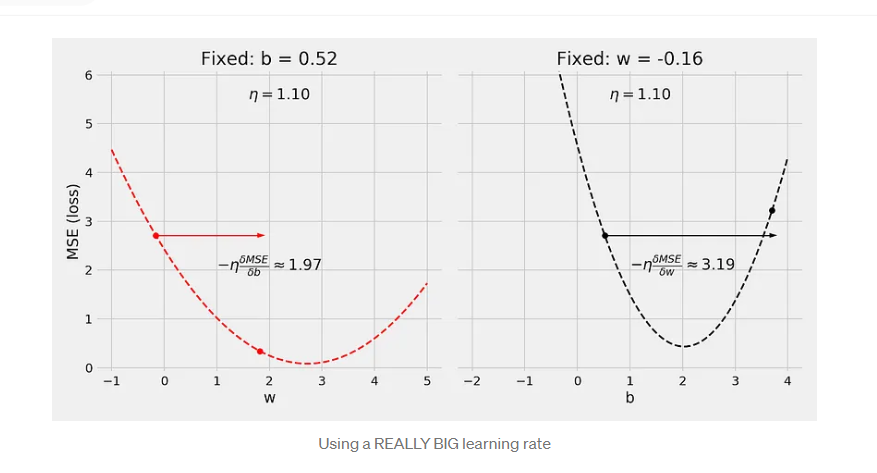 Fixed: b = 0.52
η = 1.10
6
5
4
3
2
1
0
MSE (loss)
−η δMSE/δb ≈ 1.97
−1 0 1 2 3 4 5
w
Fixed: w = -0.16
η = 1.10
−η δMSE/δw ≈ 3.19
−2 −1 0 1 2 3 4
b
Using a REALLY BIG learning rate